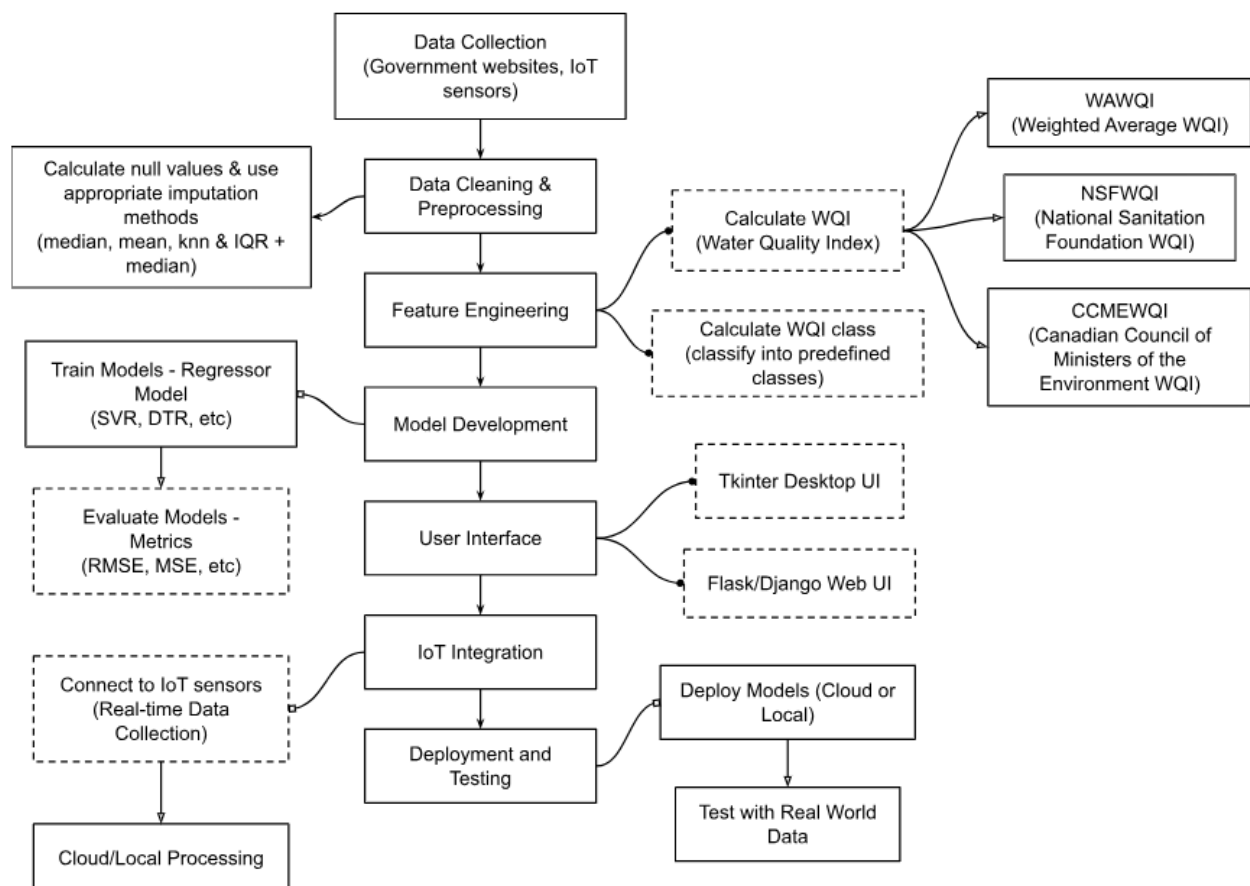 Data Collection
(Government websites, IoT
sensors)
WAWQI
(Weighted Average WQI)
Calculate null values & use
appropriate imputation
methods
(median, mean, knn & IQR +
median)
Data Cleaning &
Preprocessing
Calculate WQI
(Water Quality Index)
NSFWQI
(National Sanitation
Foundation WQI)
Feature Engineering
Calculate WQI class
(classify into predefined
classes)
CCMEWQI
(Canadian Council of
Ministers of the
Environment WQI)
Train Models - Regressor
Model
(SVR, DTR, etc)
Model Development
Evaluate Models -
Metrics
(RMSE, MSE, etc)
User Interface
Tkinter Desktop UI
Flask/Django Web UI
IoT Integration
Connect to IoT sensors
(Real-time Data
Collection)
Deployment and
Testing
Deploy Models (Cloud or
Local)
Test with Real World
Data
Cloud/Local Processing